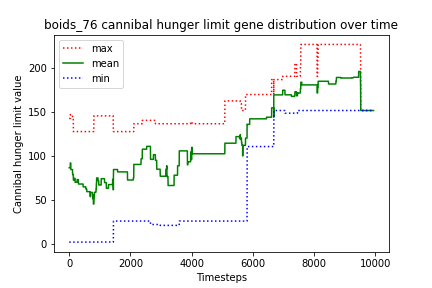 boids_76 cannibal hunger limit gene distribution over time
max
mean
min
Cannibal hunger limit value
200
150
100
50
0
0 2000 4000 6000 8000 10000
Timesteps